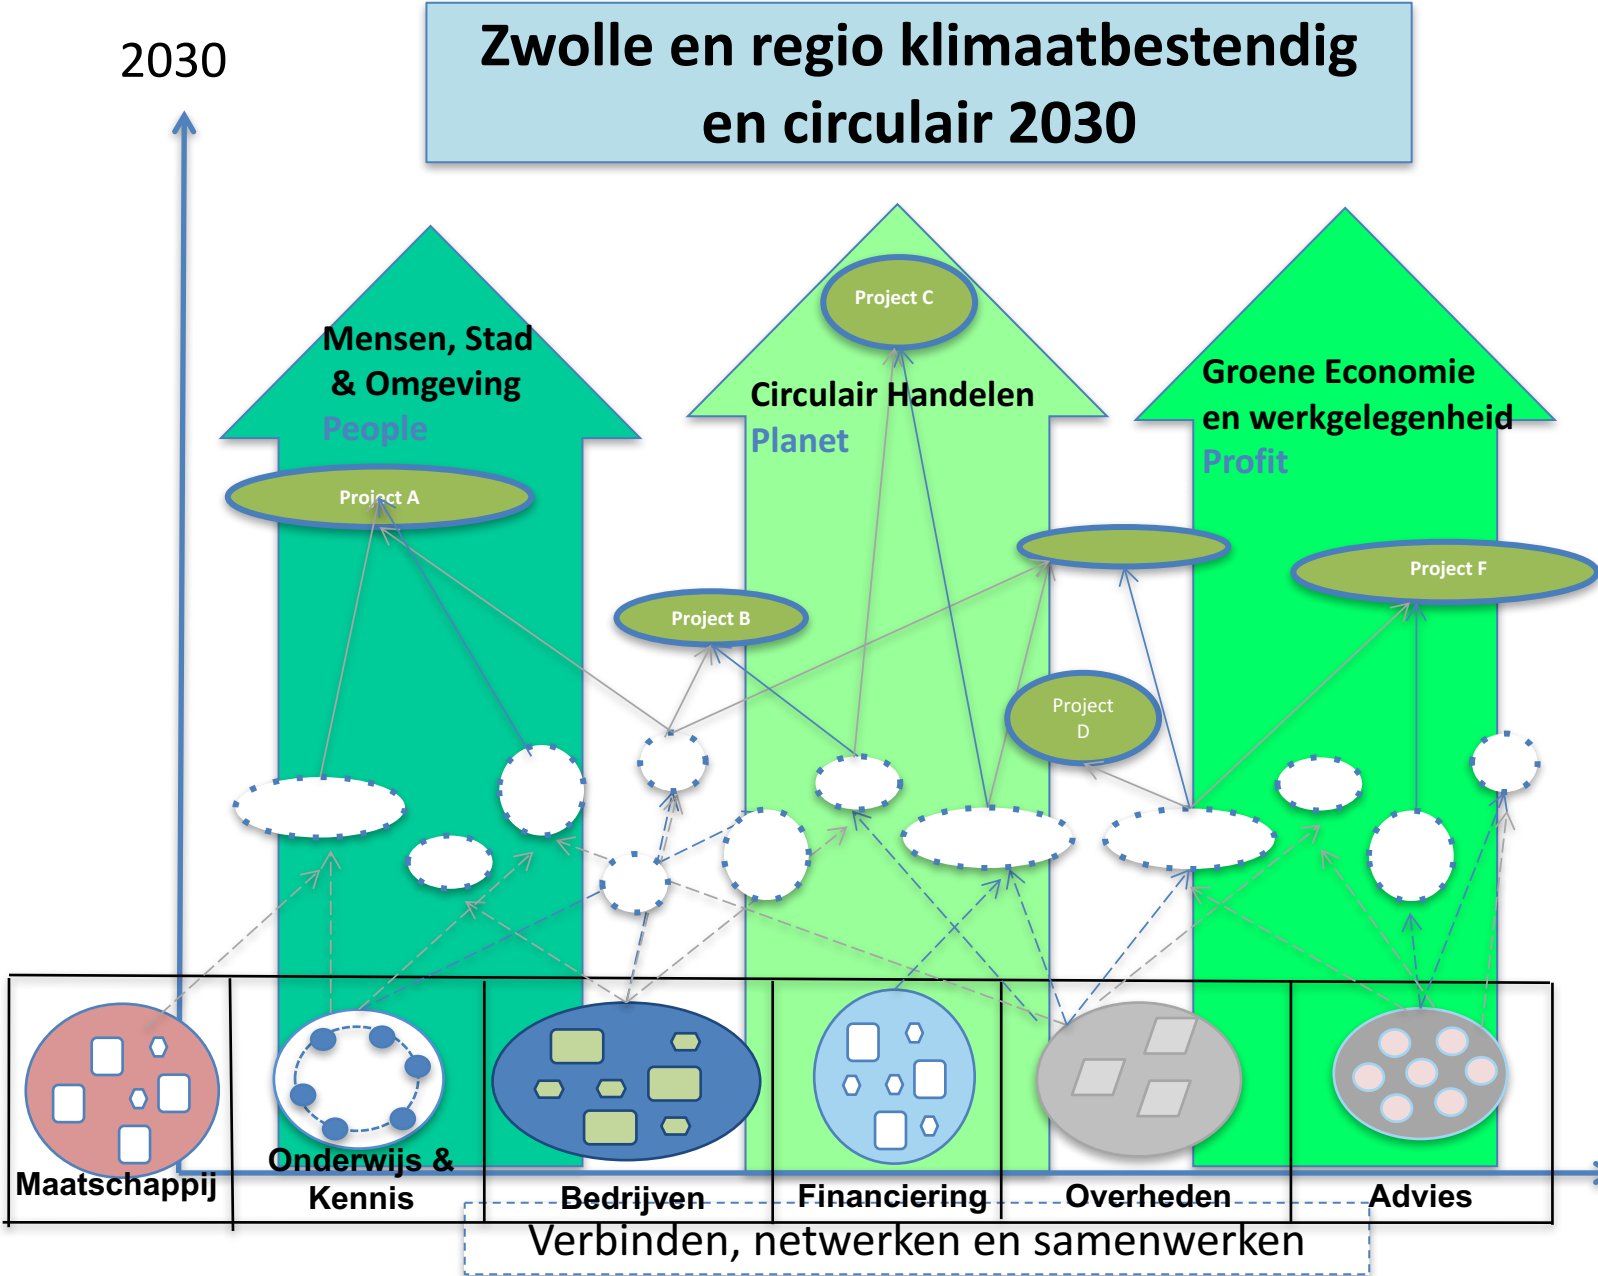 2030
Zwolle en regio klimaatbestendig
en circulair 2030
Mensen, Stad
& Omgeving
People
Circulair Handelen
Planet
Groene Economie
en werkgelegenheid
Profit
Project C
Project A
Project B
Project F
Project
D
Maatschappij
Onderwijs &
Kennis
Bedrijven
Financiering
Overheden
Advies
Verbinden, netwerken en samenwerken